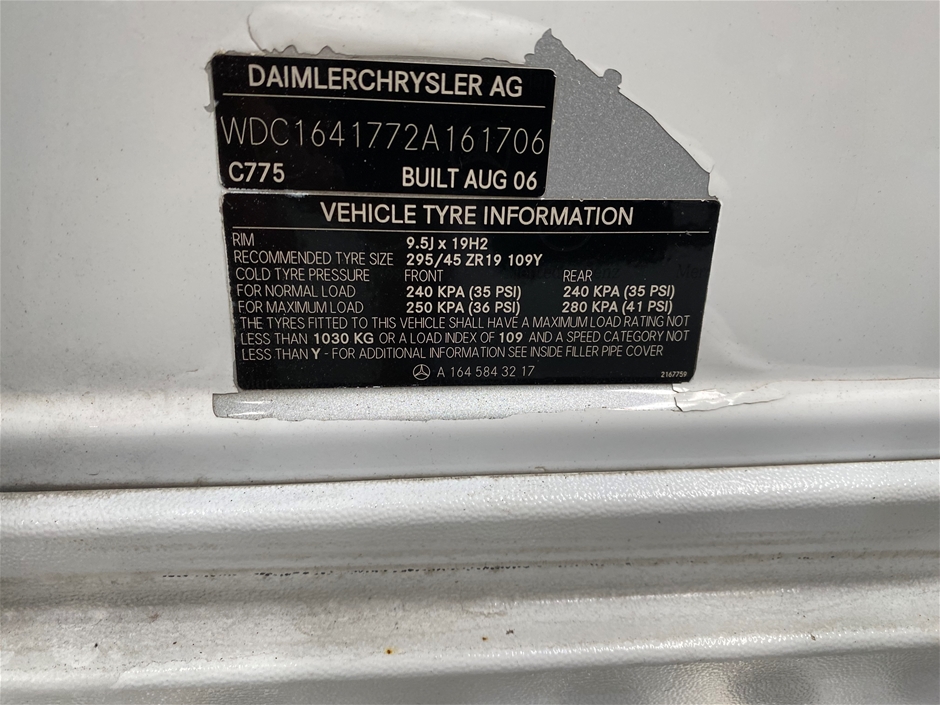 DAIMLERCHRYSLER AG
WDC1641772A161706
C775 BUILT AUG 06
VEHICLE TYRE INFORMATION
RIM 9.5J x 19H2
RECOMMENDED TYRE SIZE 295/45 ZR19 109Y
COLD TYRE PRESSURE FRONT REAR
FOR NORMAL LOAD 240 KPA (35 PSI) 240 KPA (35 PSI)
FOR MAXIMUM LOAD 250 KPA (36 PSI) 280 KPA (41 PSI)
THE TYRES FITTED TO THIS VEHICLE SHALL HAVE A MAXIMUM LOAD RATING NOT
LESS THAN 1030 KG OR A LOAD INDEX OF 109 AND A SPEED CATEGORY NOT
LESS THAN Y - FOR ADDITIONAL INFORMATION SEE INSIDE FILLER PIPE COVER
A 164 584 32 17 2167759